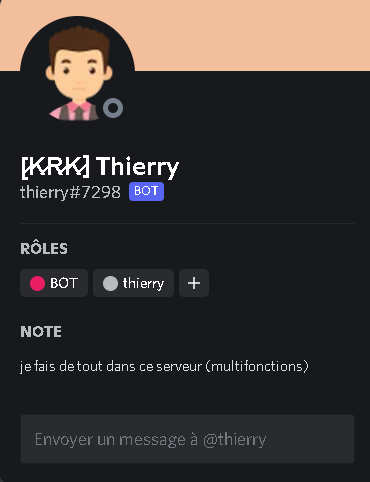 [KRK] Thierry
thierry#7298 BOT
RÔLES
BOT thierry +
NOTE
je fais de tout dans ce serveur (multifonctions)
Envoyer un message à @thierry